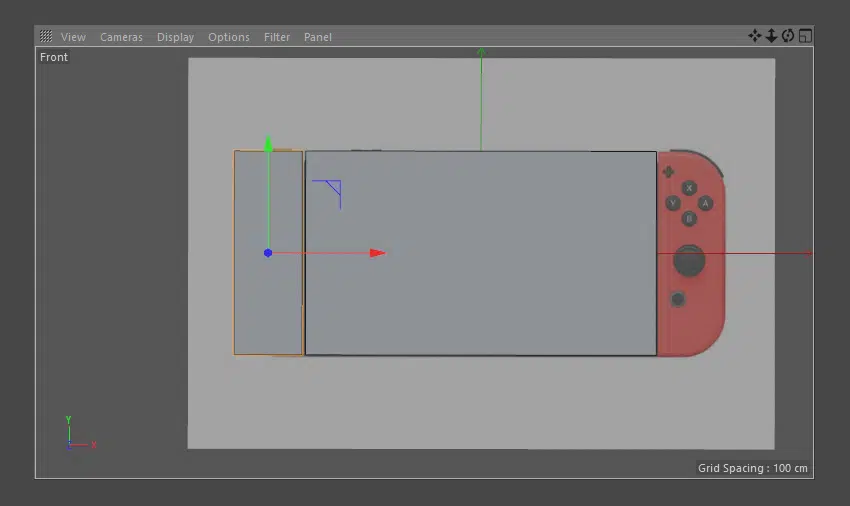 View Cameras Display Options Filter Panel
Front
X
Y A
B
Y
X
Grid Spacing : 100 cm